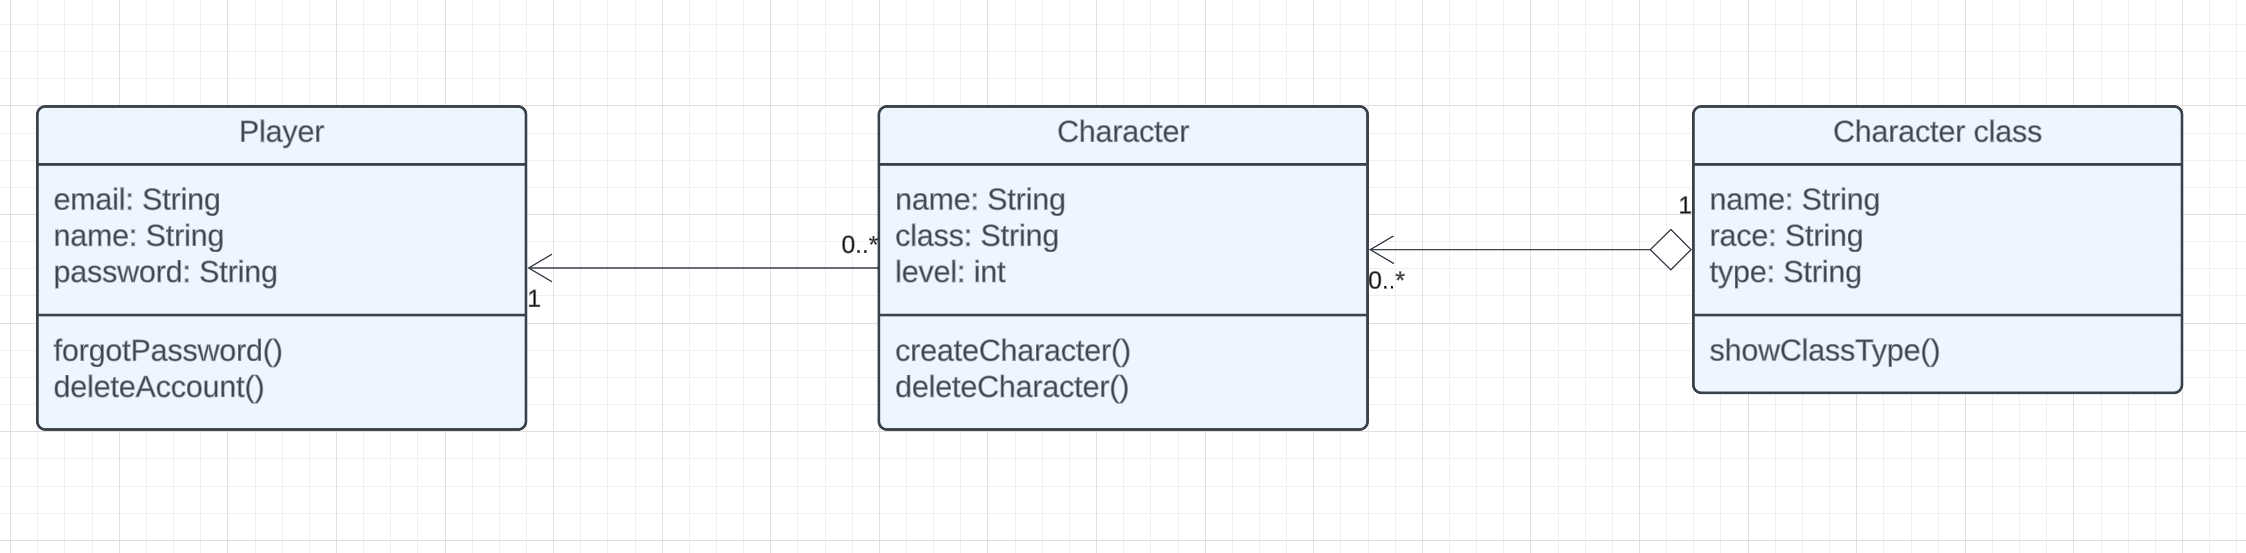 Player
email: String
name: String
password: String
forgotPassword()
deleteAccount()
1
0..*
Character
name: String
class: String
level: int
createCharacter()
deleteCharacter()
0..*
1
Character class
name: String
race: String
type: String
showClassType()